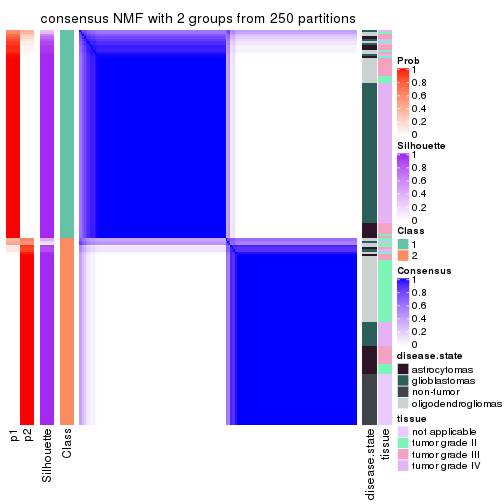 consensus NMF with 2 groups from 250 partitions
Prob
1
0.8
0.6
0.4
0.2
0
Silhouette
1
0.8
0.6
0.4
0.2
0
Class
1
2
Consensus
1
0.8
0.6
0.4
0.2
0
disease.state
astrocytomas
glioblastomas
non-tumor
oligodendrogliomas
tissue
not applicable
tumor grade II
tumor grade III
tumor grade IV
p1
p2
Silhouette
Class
disease.state
tissue